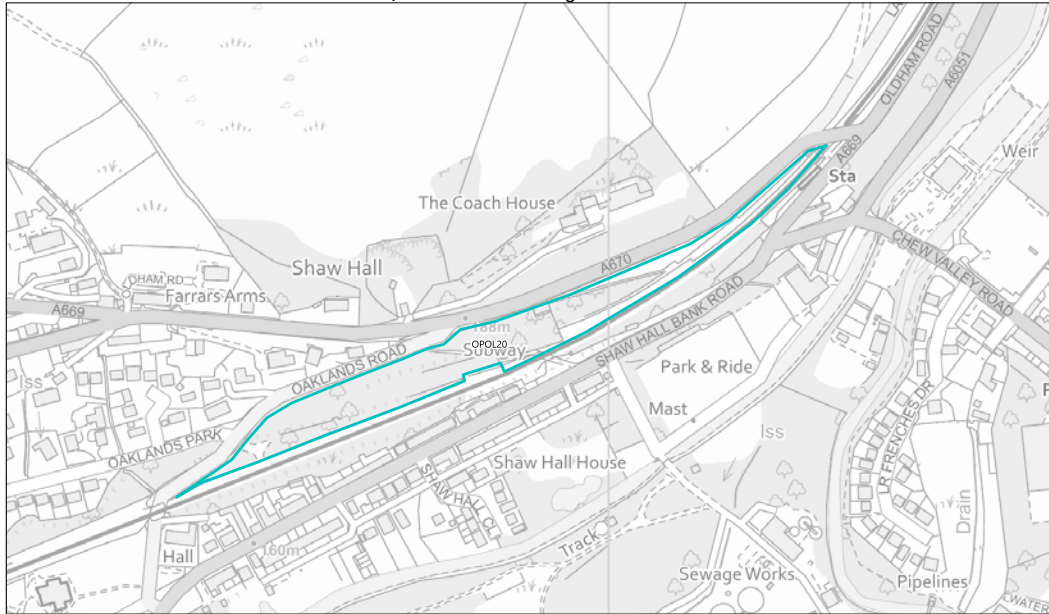 OLDHAM ROAD
A6051
Weir
A669
Sta
The Coach House
CHEW VALLEY ROAD
Shaw Hall
A670
HAM RD
Farrars Arms
A669
188m
OPOL20
Subway
SHAW HALL BANK ROAD
OAKLANDS ROAD
Park & Ride
Iss
Mast
LR FRENCHES DR
Iss
OAKLANDS PARK
Shaw Hall House
SHAW HALL CL
Drain
Track
160m
Hall
Sewage Works
Pipelines
WATE